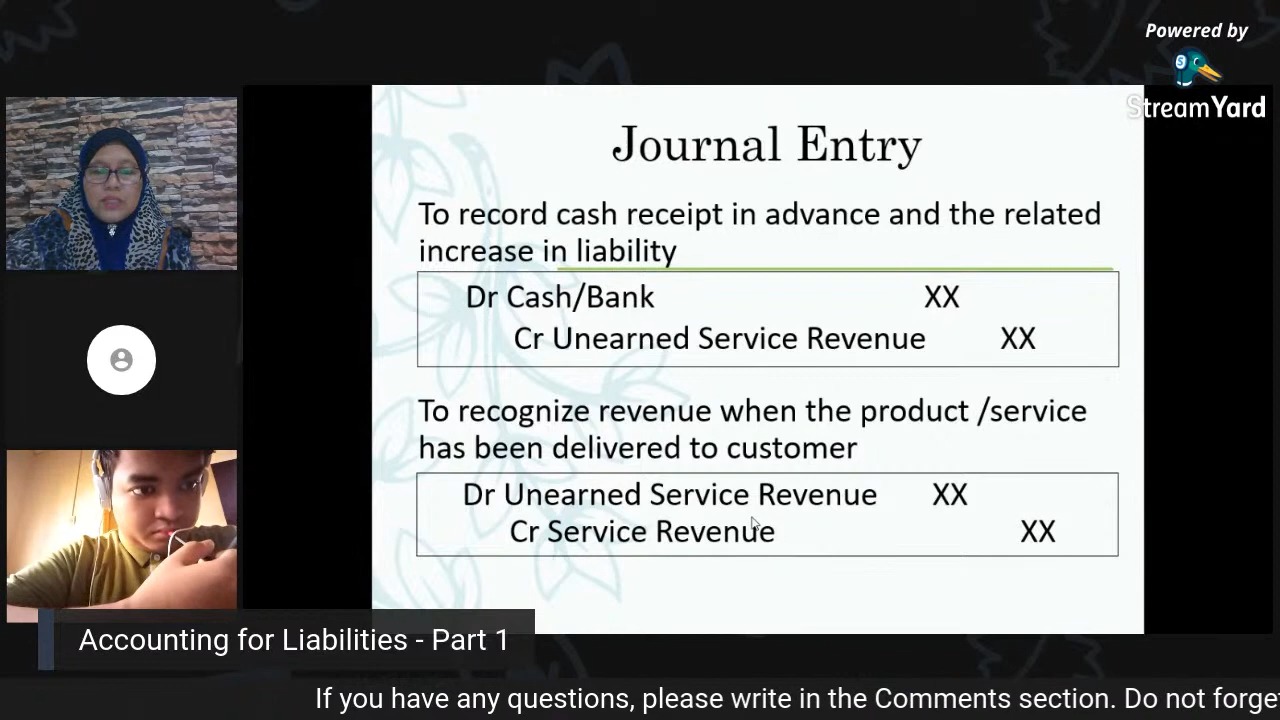 Powered by
StreamYard
Journal Entry
To record cash receipt in advance and the related
increase in liability
Dr Cash/Bank XX
Cr Unearned Service Revenue XX
To recognize revenue when the product /service
has been delivered to customer
Dr Unearned Service Revenue XX
Cr Service Revenue XX
Accounting for Liabilities - Part 1
If you have any questions, please write in the Comments section. Do not forge